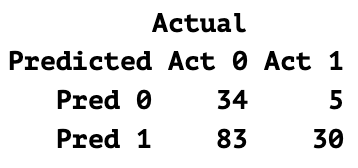 Actual
Predicted Act 0 Act 1
Pred 0 34 5
Pred 1 83 30